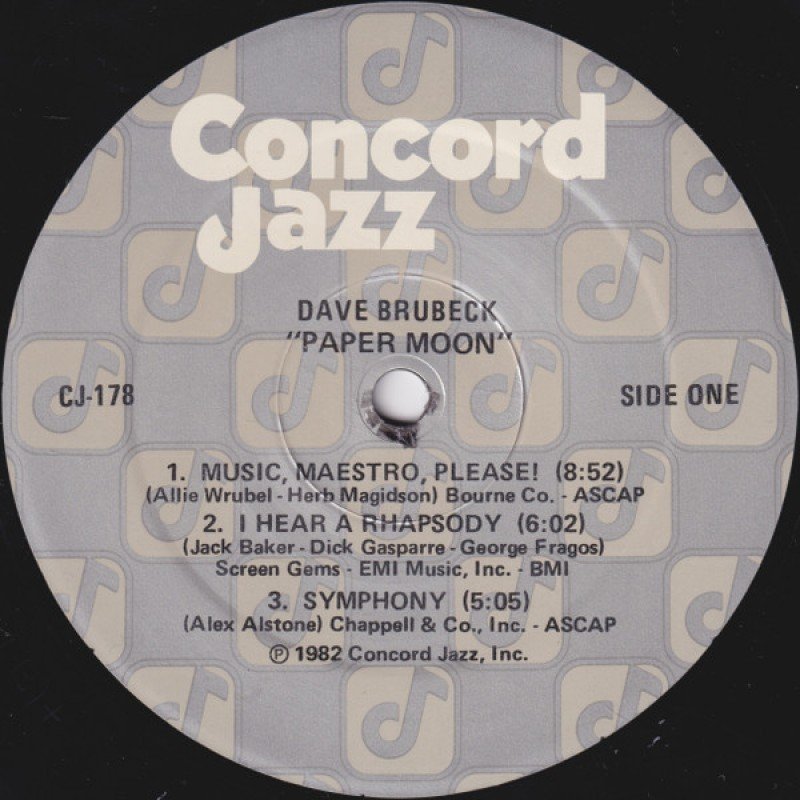 Concord
Jazz
DAVE BRUBECK
"PAPER MOON"
CJ-178
SIDE ONE
1. MUSIC, MAESTRO, PLEASE! (8:52)
(Allie Wrubel - Herb Magidson) Bourne Co. - ASCAP
2. I HEAR A RHAPSODY (6:02)
(Jack Baker - Dick Gasparre - George Fragos)
Screen Gems - EMI Music, Inc. - BMI
3. SYMPHONY (5:05)
(Alex Alstone) Chappell & Co., Inc. - ASCAP
℗ 1982 Concord Jazz, Inc.